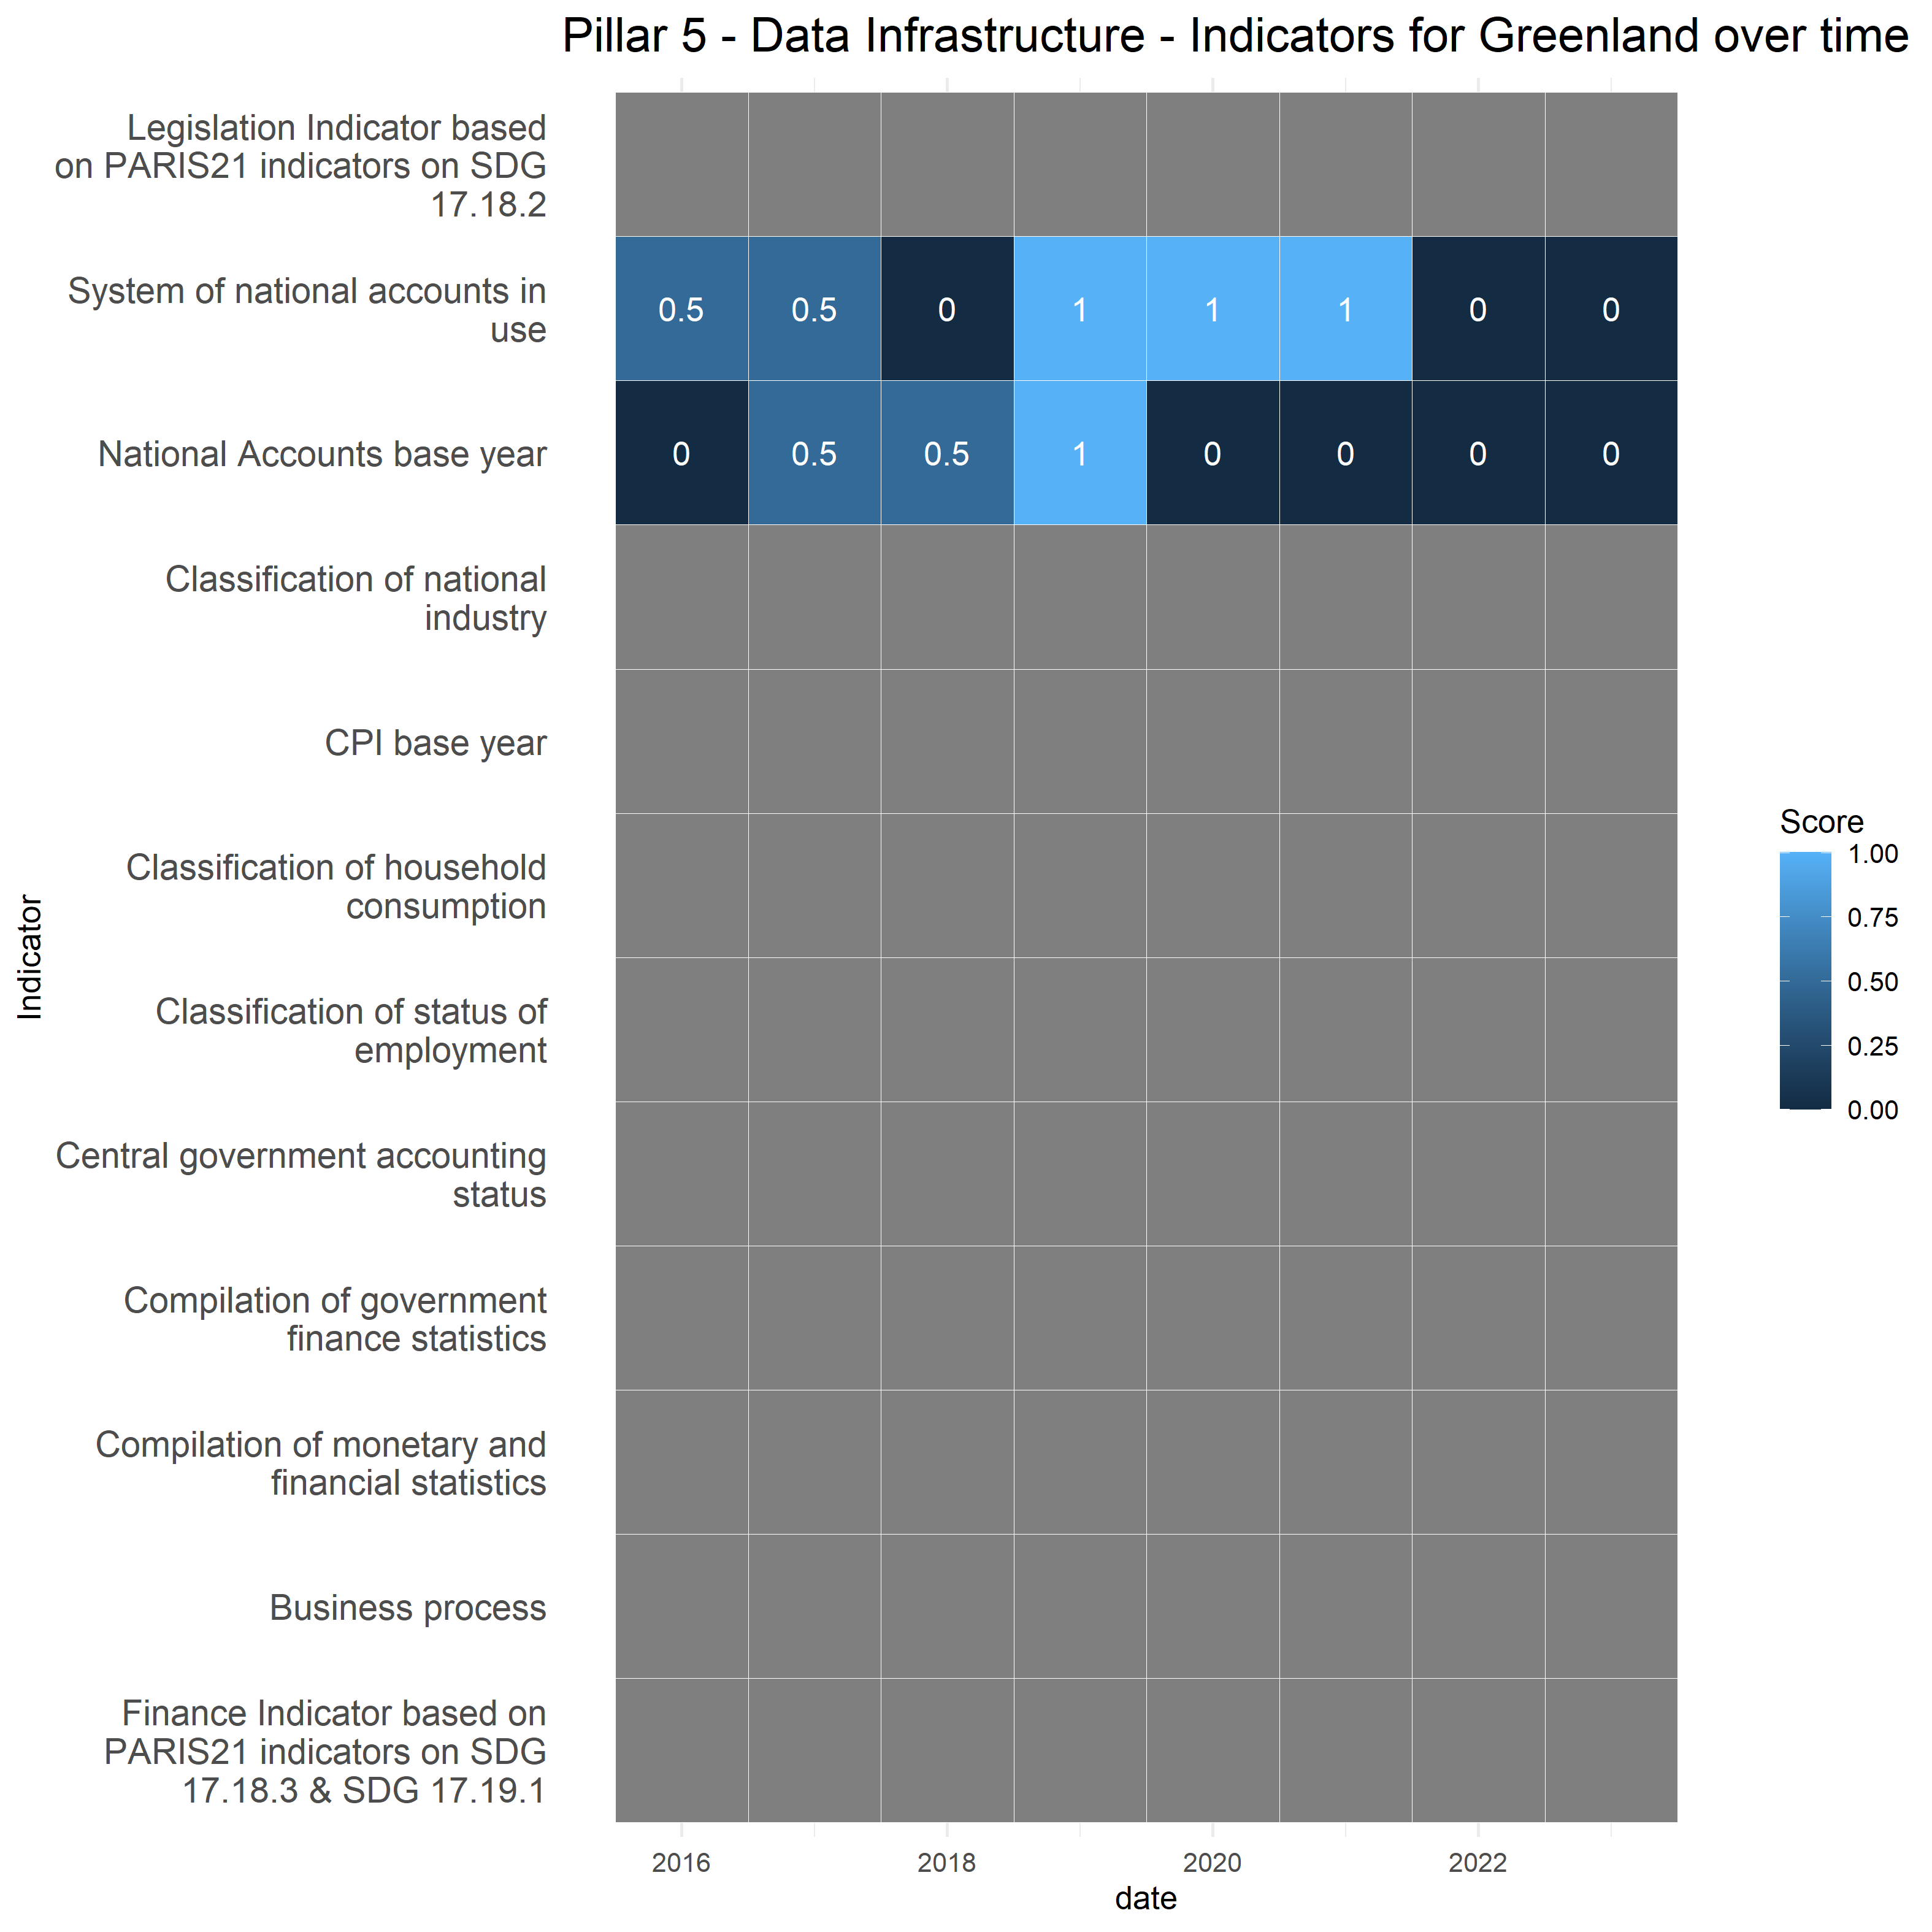 Pillar 5 - Data Infrastructure - Indicators for Greenland over time
Legislation Indicator based
on PARIS21 indicators on SDG
17.18.2
System of national accounts in
use
0.5 0.5 0 1 1 1 0 0
National Accounts base year
0 0.5 0.5 1 0 0 0 0
Classification of national
industry
CPI base year
Classification of household
consumption
Classification of status of
employment
Central government accounting
status
Compilation of government
finance statistics
Compilation of monetary and
financial statistics
Business process
Finance Indicator based on
PARIS21 indicators on SDG
17.18.3 & SDG 17.19.1
Indicator
2016 2018 2020 2022
date
Score
1.00
0.75
0.50
0.25
0.00